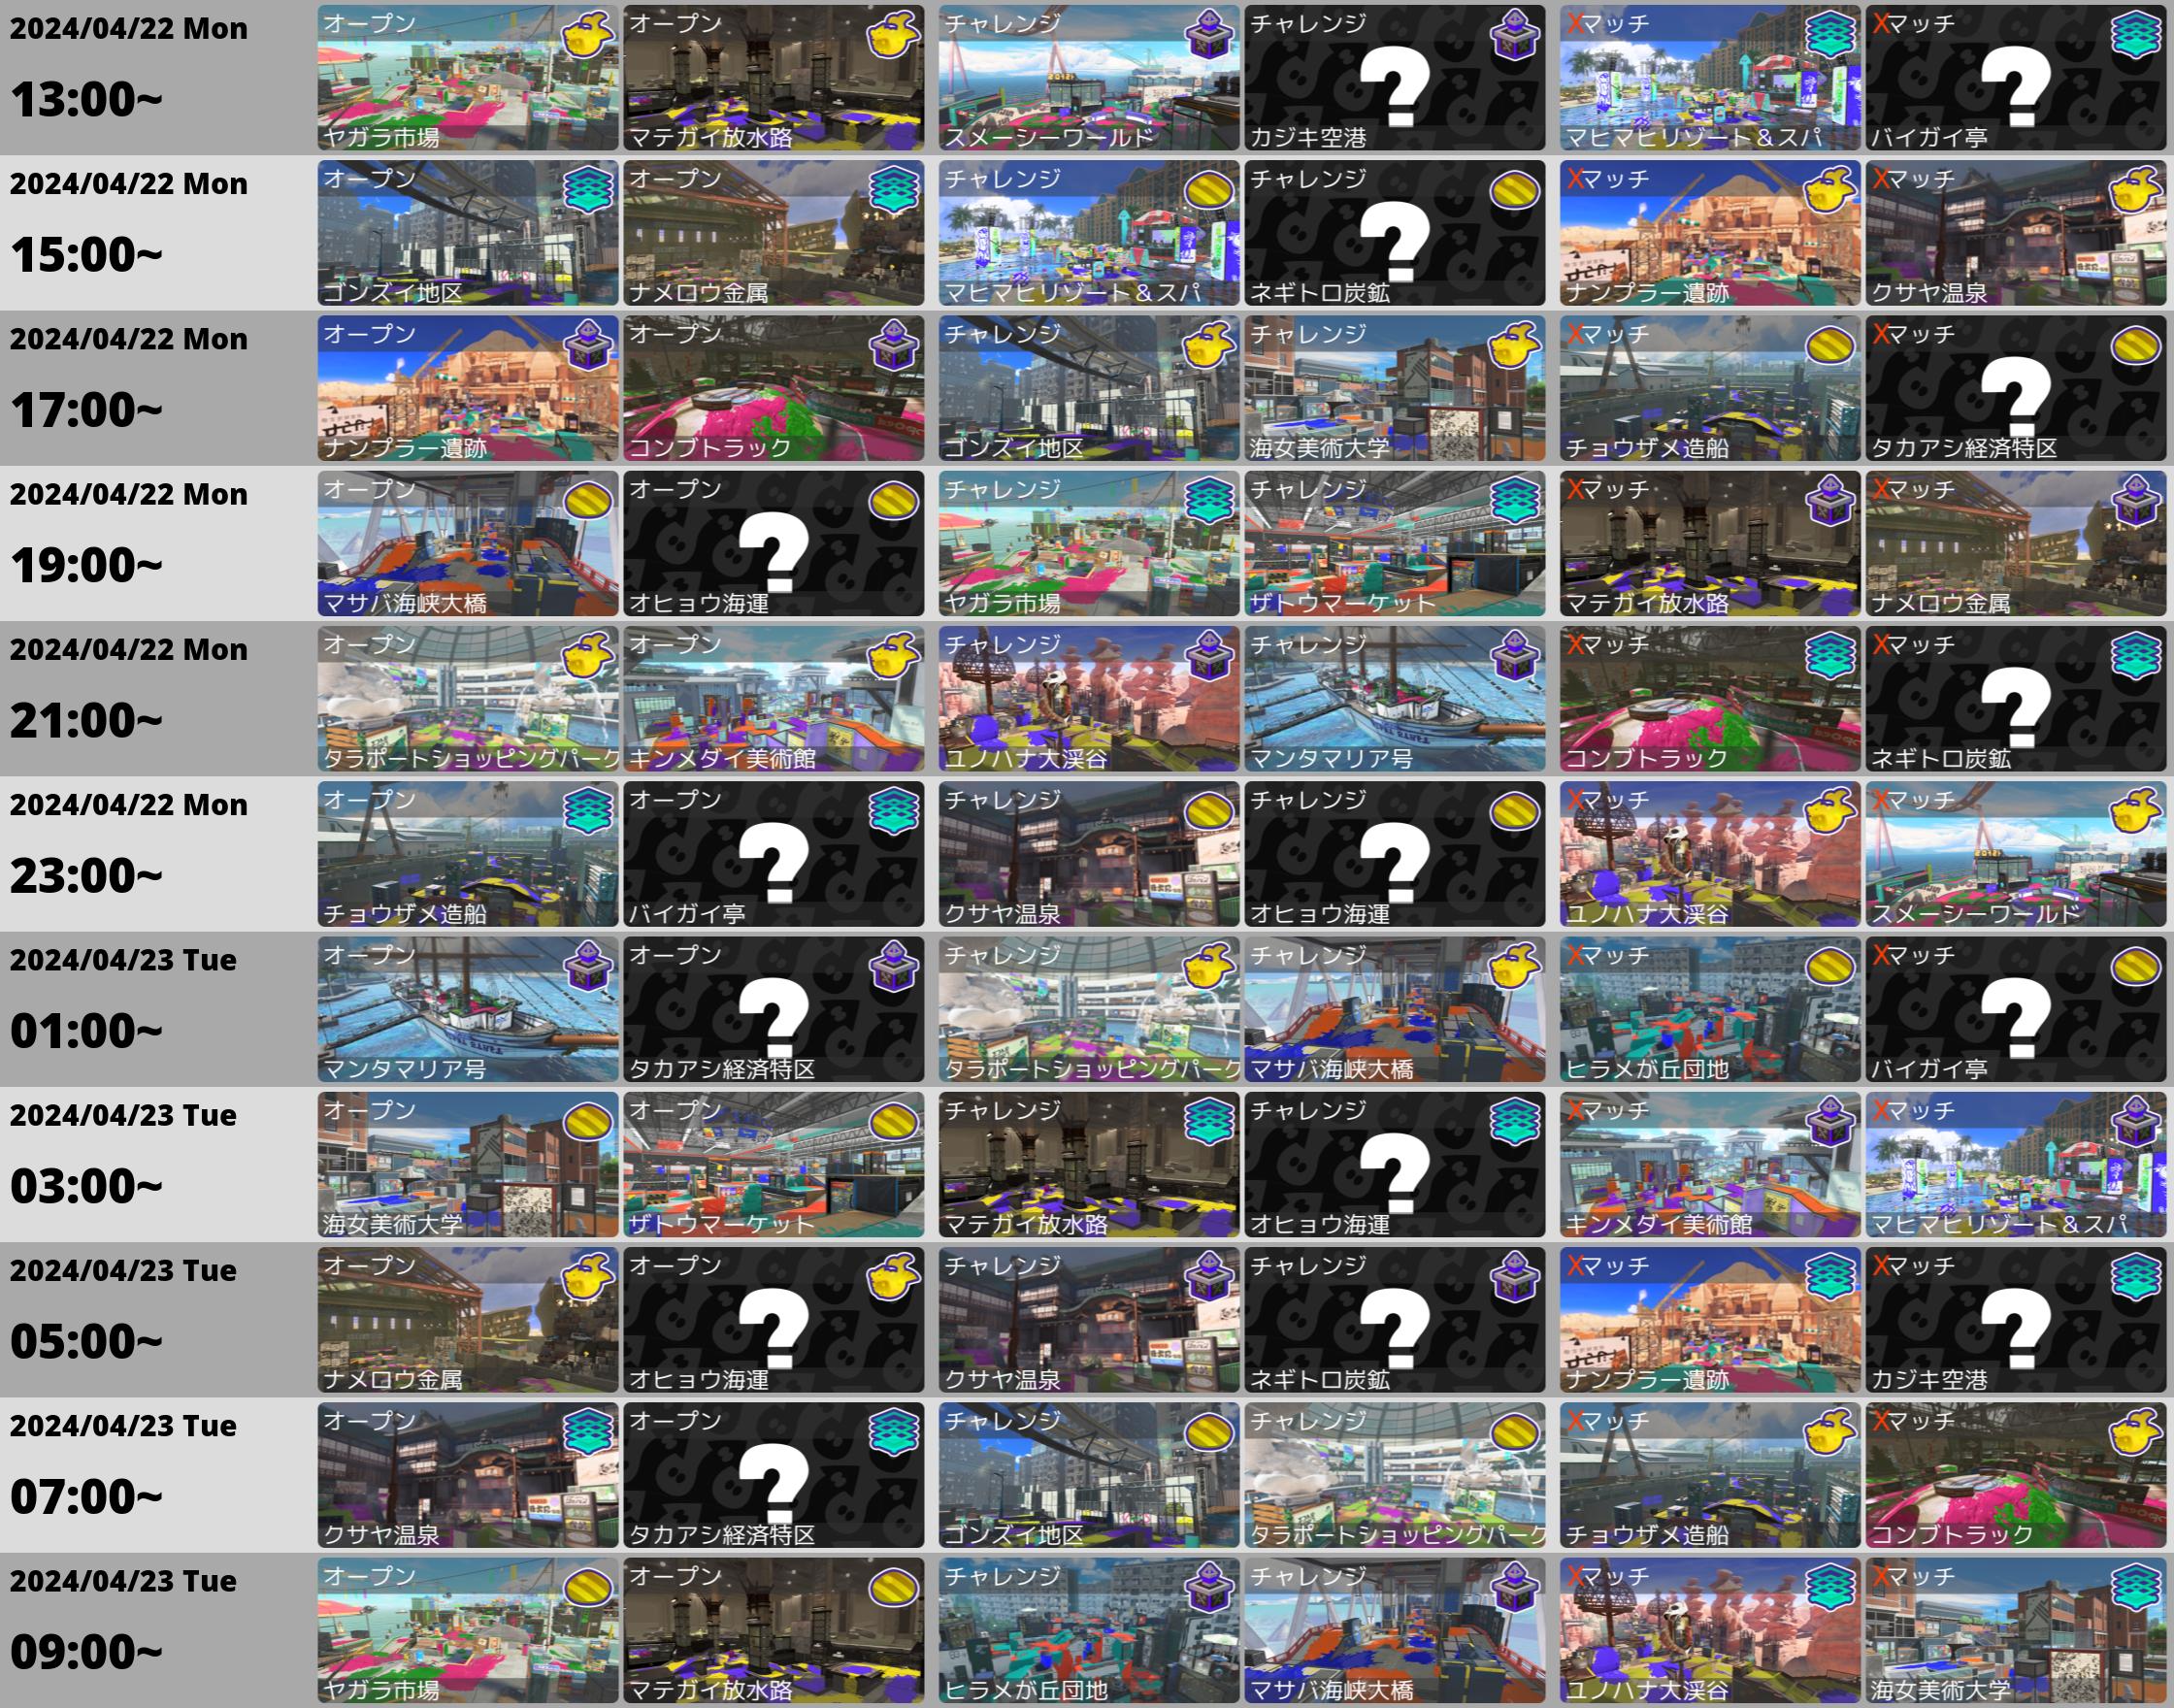 2024/04/22 Mon
13:00~
オープン
ヤガラ市場
オープン
マテガイ放水路
チャレンジ
スメーシーワールド
チャレンジ
?
カジキ空港
Xマッチ
マヒマヒリゾート＆スパ
Xマッチ
?
バイガイ亭
2024/04/22 Mon
15:00~
オープン
ゴンズイ地区
オープン
ナメロウ金属
チャレンジ
マヒマヒリゾート＆スパ
チャレンジ
?
ネギトロ炭鉱
Xマッチ
ナンプラー遺跡
Xマッチ
クサヤ温泉
2024/04/22 Mon
17:00~
オープン
ナンプラー遺跡
オープン
コンブトラック
チャレンジ
ゴンズイ地区
チャレンジ
海女美術大学
Xマッチ
チョウザメ造船
Xマッチ
?
タカアシ経済特区
2024/04/22 Mon
19:00~
オープン
マサバ海峡大橋
オープン
?
オヒョウ海運
チャレンジ
ヤガラ市場
チャレンジ
ザトウマーケット
Xマッチ
マテガイ放水路
Xマッチ
ナメロウ金属
2024/04/22 Mon
21:00~
オープン
タラポートショッピングパーク
オープン
キンメダイ美術館
チャレンジ
ユノハナ大渓谷
チャレンジ
マンタマリア号
Xマッチ
コンブトラック
Xマッチ
?
ネギトロ炭鉱
2024/04/22 Mon
23:00~
オープン
チョウザメ造船
オープン
?
バイガイ亭
チャレンジ
クサヤ温泉
チャレンジ
?
オヒョウ海運
Xマッチ
ユノハナ大渓谷
Xマッチ
スメーシーワールド
2024/04/23 Tue
01:00~
オープン
マンタマリア号
オープン
?
タカアシ経済特区
チャレンジ
タラポートショッピングパーク
チャレンジ
マサバ海峡大橋
Xマッチ
ヒラメが丘団地
Xマッチ
?
バイガイ亭
2024/04/23 Tue
03:00~
オープン
海女美術大学
オープン
ザトウマーケット
チャレンジ
マテガイ放水路
チャレンジ
?
オヒョウ海運
Xマッチ
キンメダイ美術館
Xマッチ
マヒマヒリゾート＆スパ
2024/04/23 Tue
05:00~
オープン
ナメロウ金属
オープン
?
オヒョウ海運
チャレンジ
クサヤ温泉
チャレンジ
?
ネギトロ炭鉱
Xマッチ
ナンプラー遺跡
Xマッチ
?
カジキ空港
2024/04/23 Tue
07:00~
オープン
クサヤ温泉
オープン
?
タカアシ経済特区
チャレンジ
ゴンズイ地区
チャレンジ
タラポートショッピングパーク
Xマッチ
チョウザメ造船
Xマッチ
コンブトラック
2024/04/23 Tue
09:00~
オープン
ヤガラ市場
オープン
マテガイ放水路
チャレンジ
ヒラメが丘団地
チャレンジ
マサバ海峡大橋
Xマッチ
ユノハナ大渓谷
Xマッチ
海女美術大学